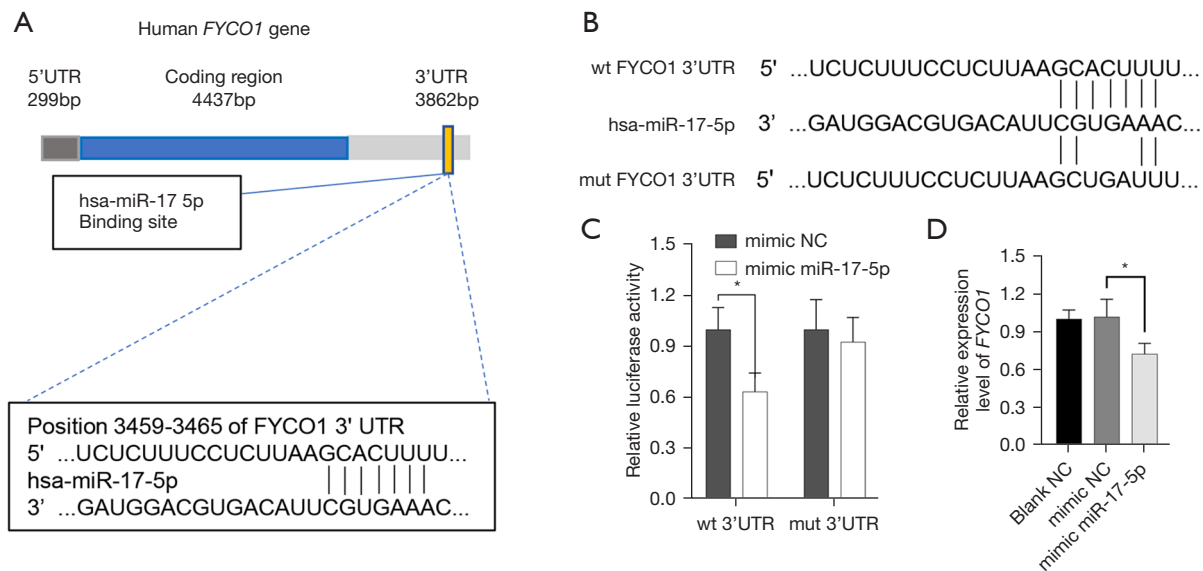 A
Human FYCO1 gene
5’UTR
299bp
Coding region
4437bp
3’UTR
3862bp
hsa-miR-17 5p
Binding site
Position 3459-3465 of FYCO1 3' UTR
5' ...UCUCUUUCCUCUUAAGCACUUUU...
hsa-miR-17-5p
3’ ...GAUGGACGUGACAUUCGUGAAAC...
B
wt FYCO1 3’UTR 5' ...UCUCUUUCCUCUUAAGCACUUUU...
hsa-miR-17-5p 3’ ...GAUGGACGUGACAUUCGUGAAAC...
mut FYCO1 3’UTR 5' ...UCUCUUUCCUCUUAAGCUGAUUU...
C
Relative luciferase activity
1.5
1.2
0.9
0.6
0.3
0.0
mimic NC
mimic miR-17-5p
*
wt 3’UTR mut 3’UTR
D
Relative expression
level of FYCO1
1.5
1.2
0.9
0.6
0.3
0.0
*
Blank NC
mimic NC
mimic miR-17-5p